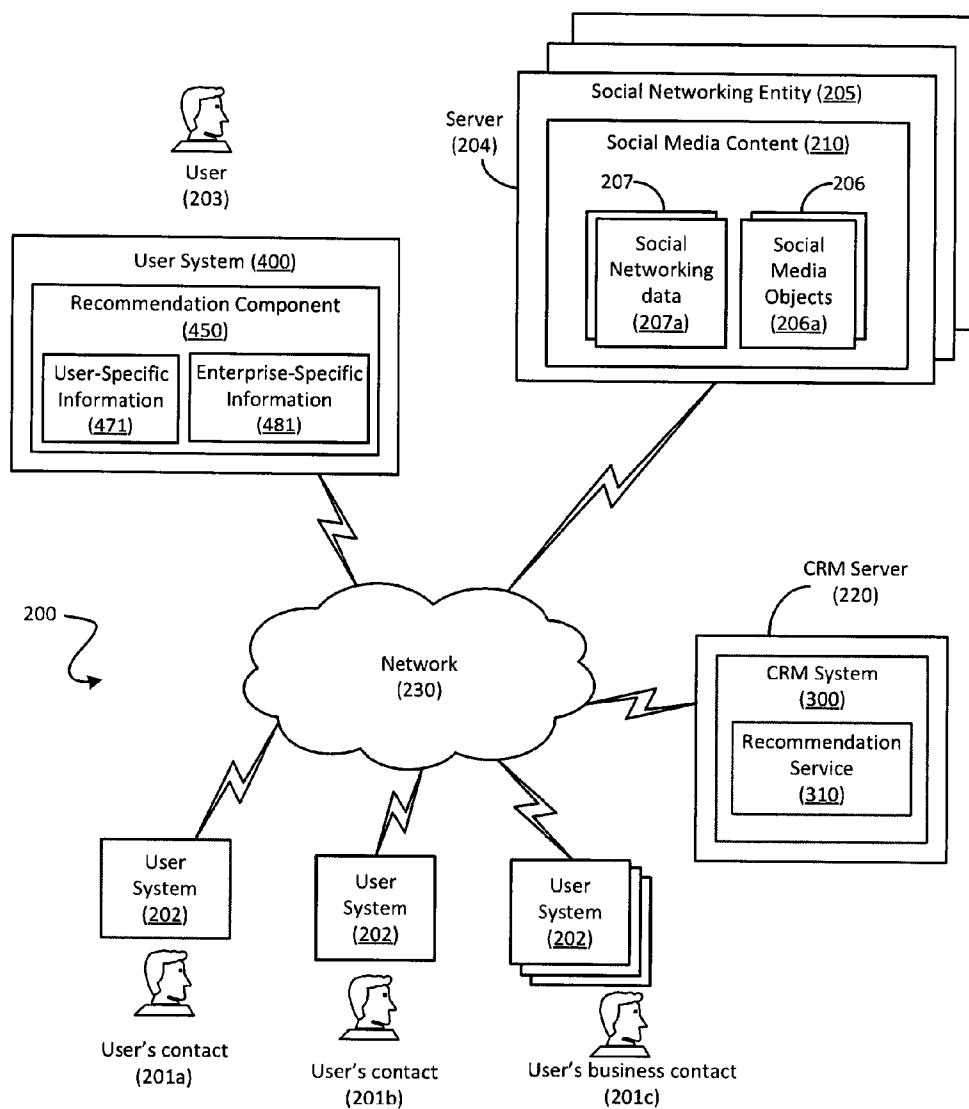 Social Networking Entity (205)
Server
(204)
Social Media Content (210)
207
206
Social
Networking
data
(207a)
Social
Media
Objects
(206a)
User
(203)
User System (400)
Recommendation Component
(450)
User-Specific
Information
(471)
Enterprise-Specific
Information
(481)
CRM Server
(220)
200
Network
(230)
CRM System
(300)
Recommendation
Service
(310)
User
System
(202)
User
System
(202)
User
System
(202)
User's contact
(201a)
User's contact
(201b)
User's business contact
(201c)